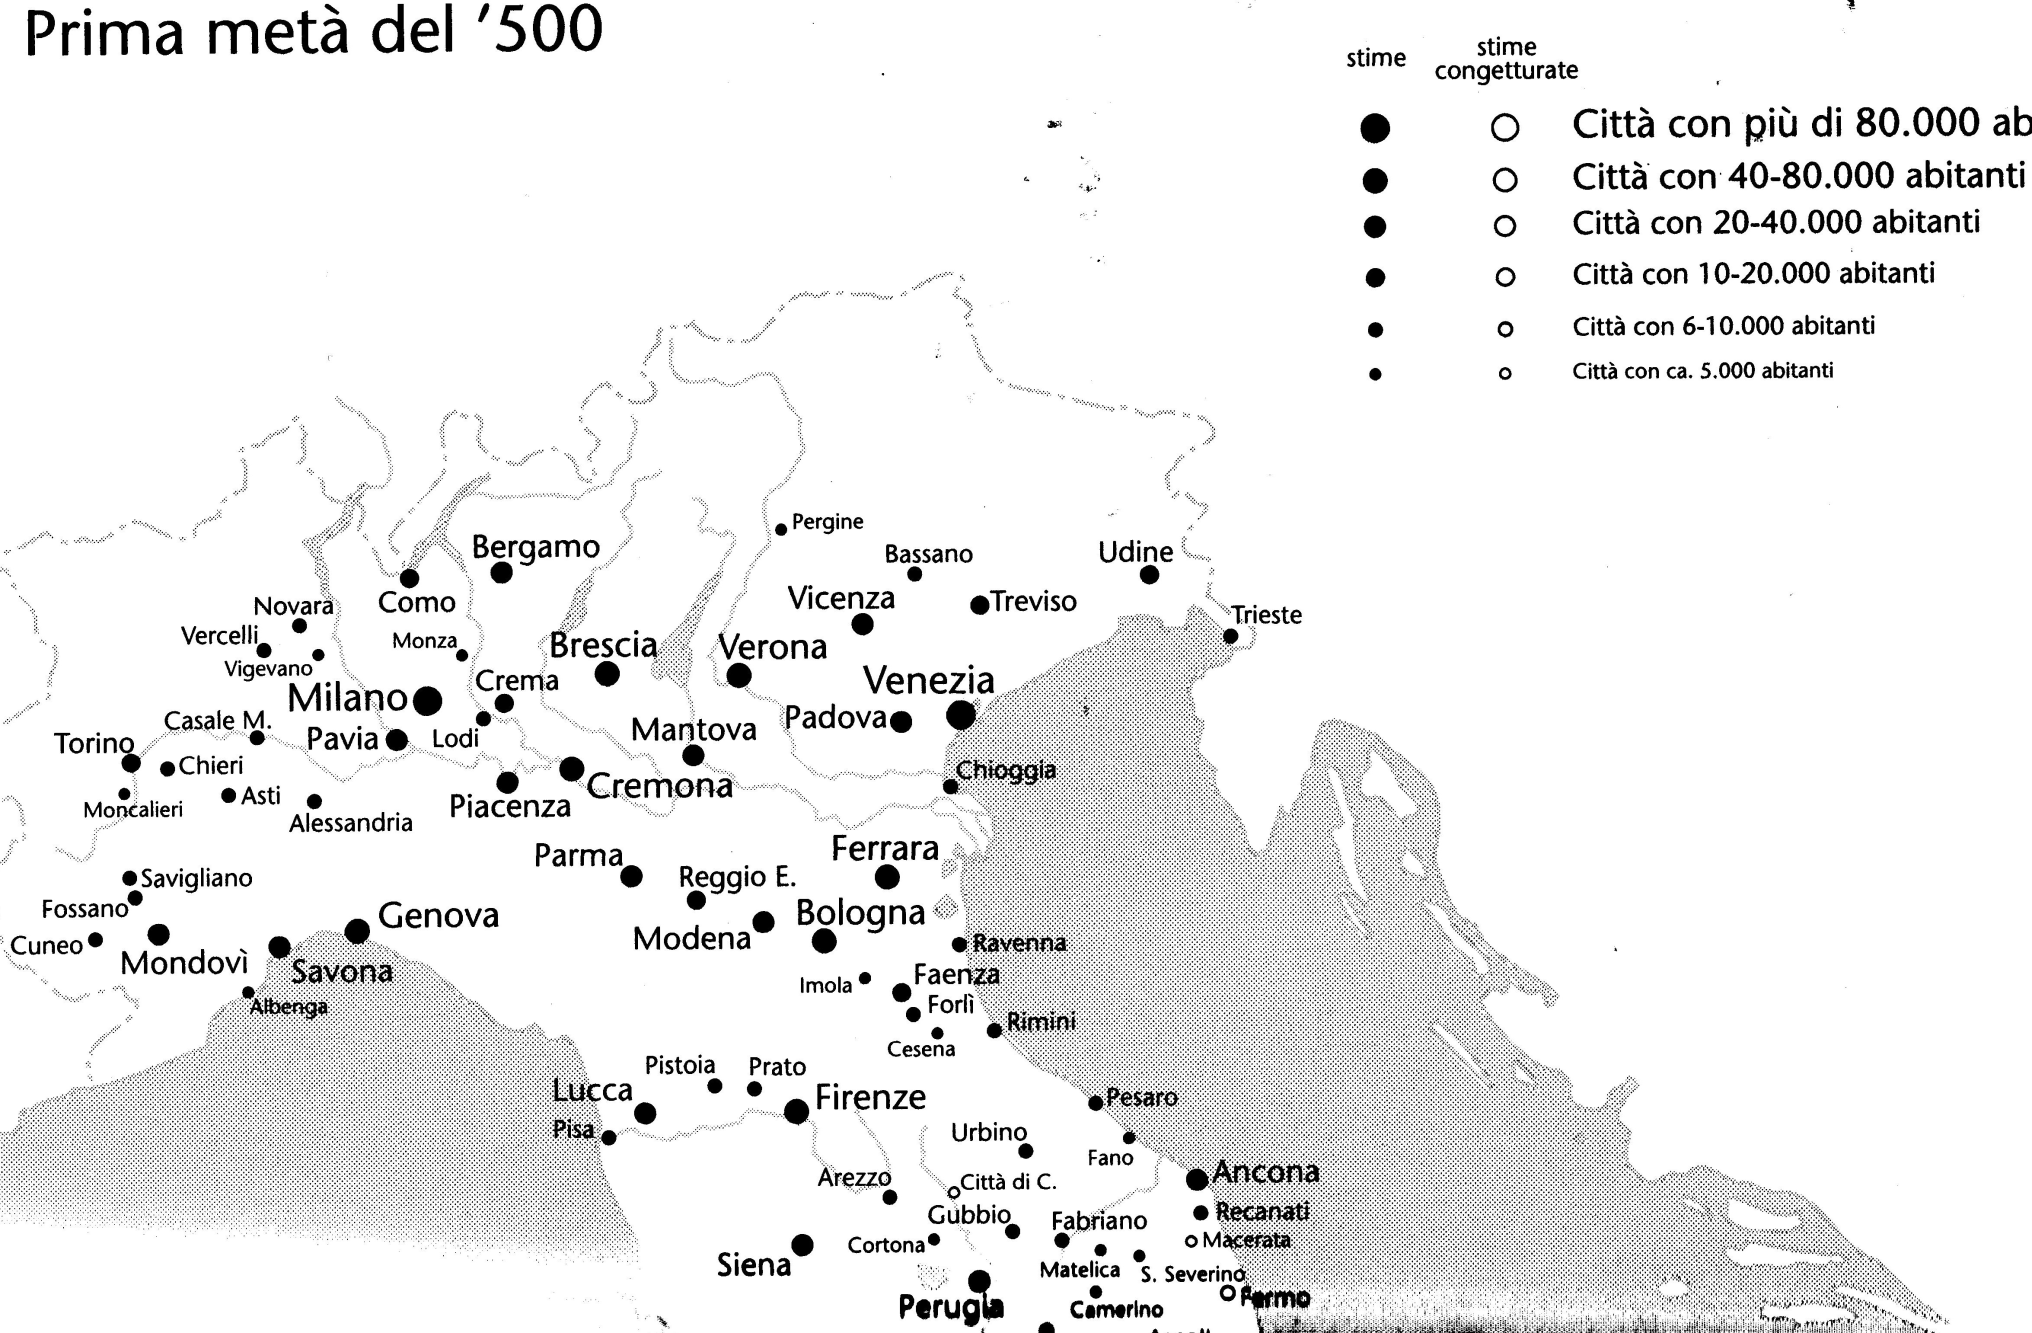 Prima metà del '500
stime
stime
congetturate
Città con più di 80.000 ab
Città con 40-80.000 abitanti
Città con 20-40.000 abitanti
Città con 10-20.000 abitanti
Città con 6-10.000 abitanti
Città con ca. 5.000 abitanti
Pergine
Bergamo
Bassano
Udine
Como
Vicenza
Treviso
Novara
Trieste
Vercelli
Monza
Brescia
Verona
Vigevano
Crema
Venezia
Milano
Casale M.
Padova
Mantova
Torino
Pavia
Lodi
Chieri
Chioggia
Cremona
Asti
Moncalieri
Piacenza
Alessandria
Ferrara
Parma
Savigliano
Reggio E.
Fossano
Genova
Bologna
Cuneo
Modena
Ravenna
Mondovì
Savona
Faenza
Imola
Albenga
Forlì
Rimini
Cesena
Pistoia
Prato
Lucca
Firenze
Pesaro
Pisa
Urbino
Fano
Arezzo
Città di C.
Ancona
Gubbio
Fabriano
Recanati
Cortona
Macerata
Siena
Matelica
S. Severino
Fermo
Perugia
Camerino